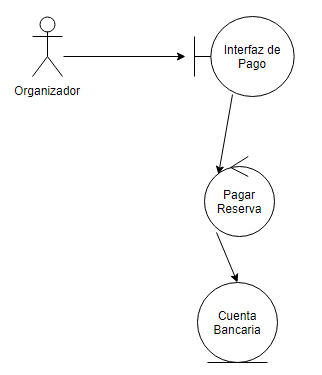 Interfaz de
Pago
Organizador
Pagar
Reserva
Cuenta
Bancaria